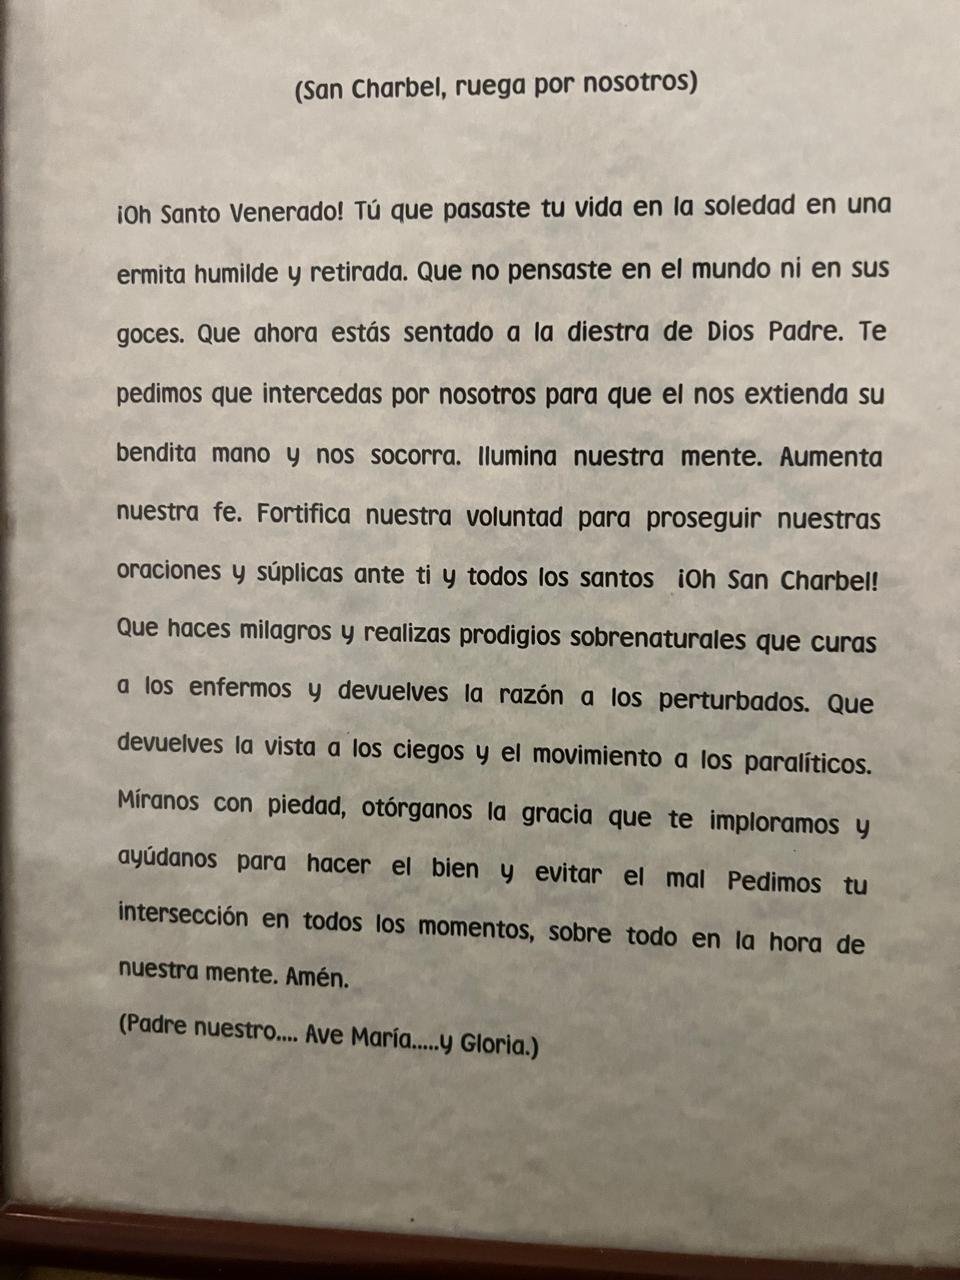 (San Charbel, ruega por nosotros)
¡Oh Santo Venerado! Tú que pasaste tu vida en la soledad en una
ermita humilde y retirada. Que no pensaste en el mundo ni en sus
goces. Que ahora estás sentado a la diestra de Dios Padre. Te
pedimos que intercedas por nosotros para que el nos extienda su
bendita mano y nos socorra. Ilumina nuestra mente. Aumenta
nuestra fe. Fortifica nuestra voluntad para proseguir nuestras
oraciones y súplicas ante ti y todos los santos ¡Oh San Charbel!
Que haces milagros y realizas prodigios sobrenaturales que curas
a los enfermos y devuelves la razón a los perturbados. Que
devuelves la vista a los ciegos y el movimiento a los paralíticos.
Míranos con piedad, otórganos la gracia que te imploramos y
ayúdanos para hacer el bien y evitar el mal Pedimos tu
intersección en todos los momentos, sobre todo en la hora de
nuestra mente. Amén.
(Padre nuestro.... Ave María.....y Gloria.)